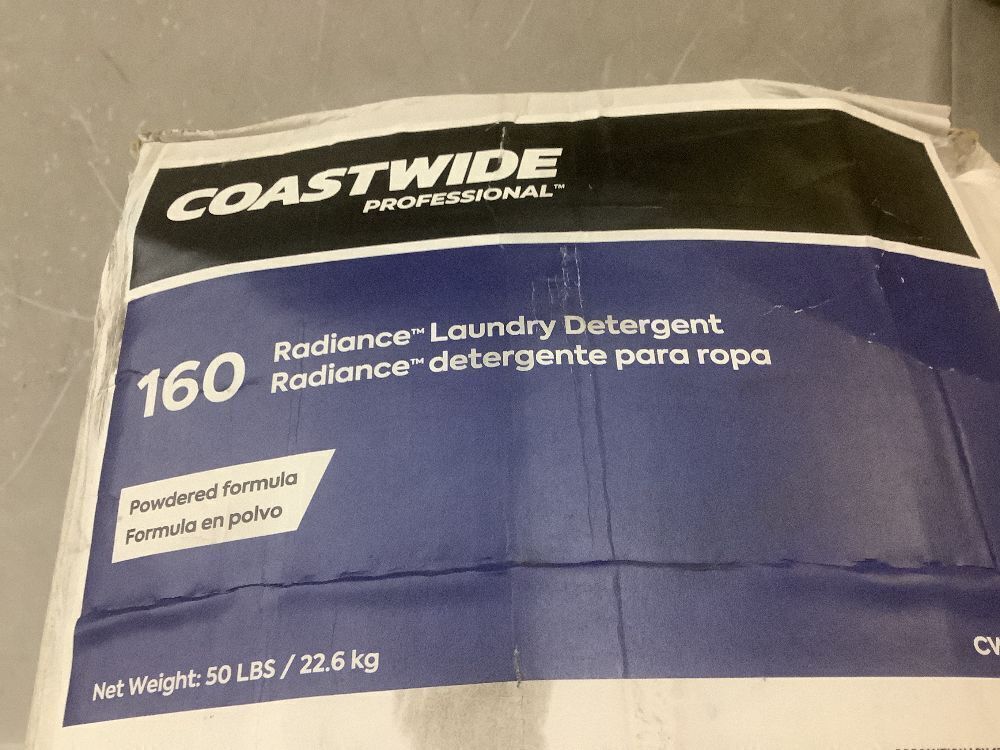 COASTWIDE
PROFESSIONAL™
160
Radiance™ Laundry Detergent
Radiance™ detergente para ropa
Powdered formula
Formula en polvo
Net Weight: 50 LBS / 22.6 kg
CW